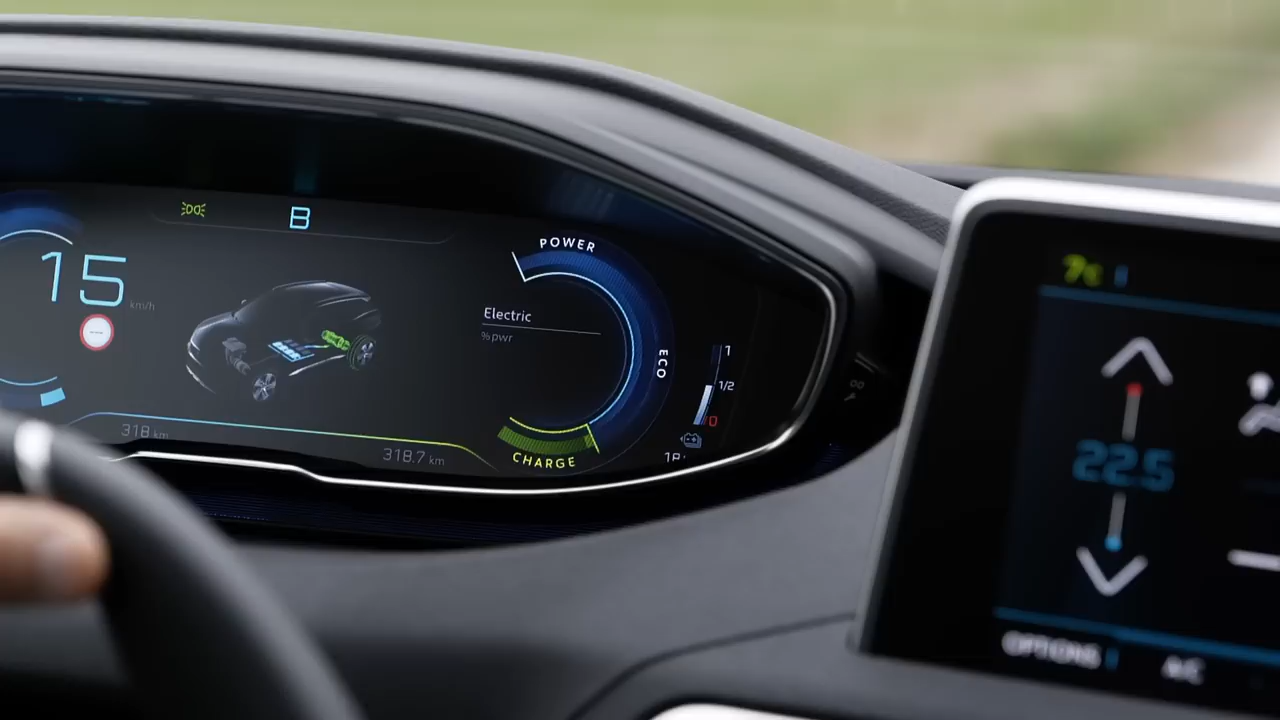 B
15
km/h
POWER
Electric
%pwr
ECO
1
1/2
0
318 km
318.7 km
CHARGE
22.5
OPTIONS
A/C